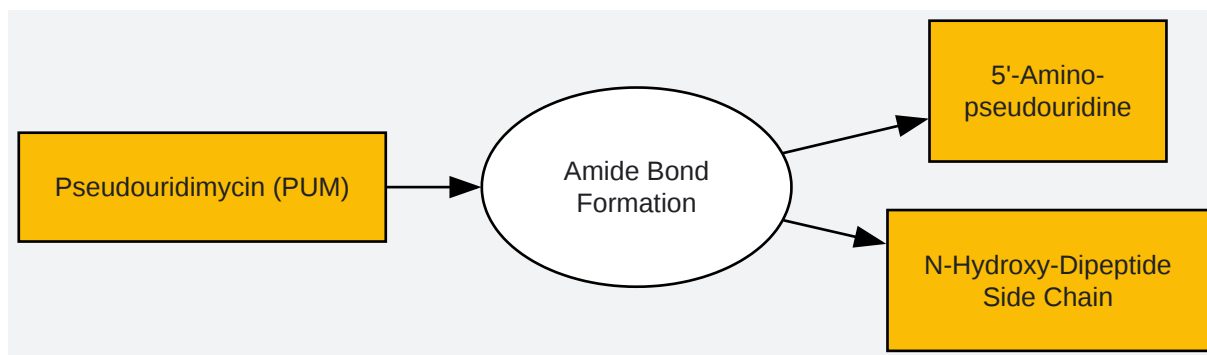 Pseudouridimycin (PUM)
Amide Bond
Formation
5'-Amino-
pseudouridine
N-Hydroxy-Dipeptide
Side Chain